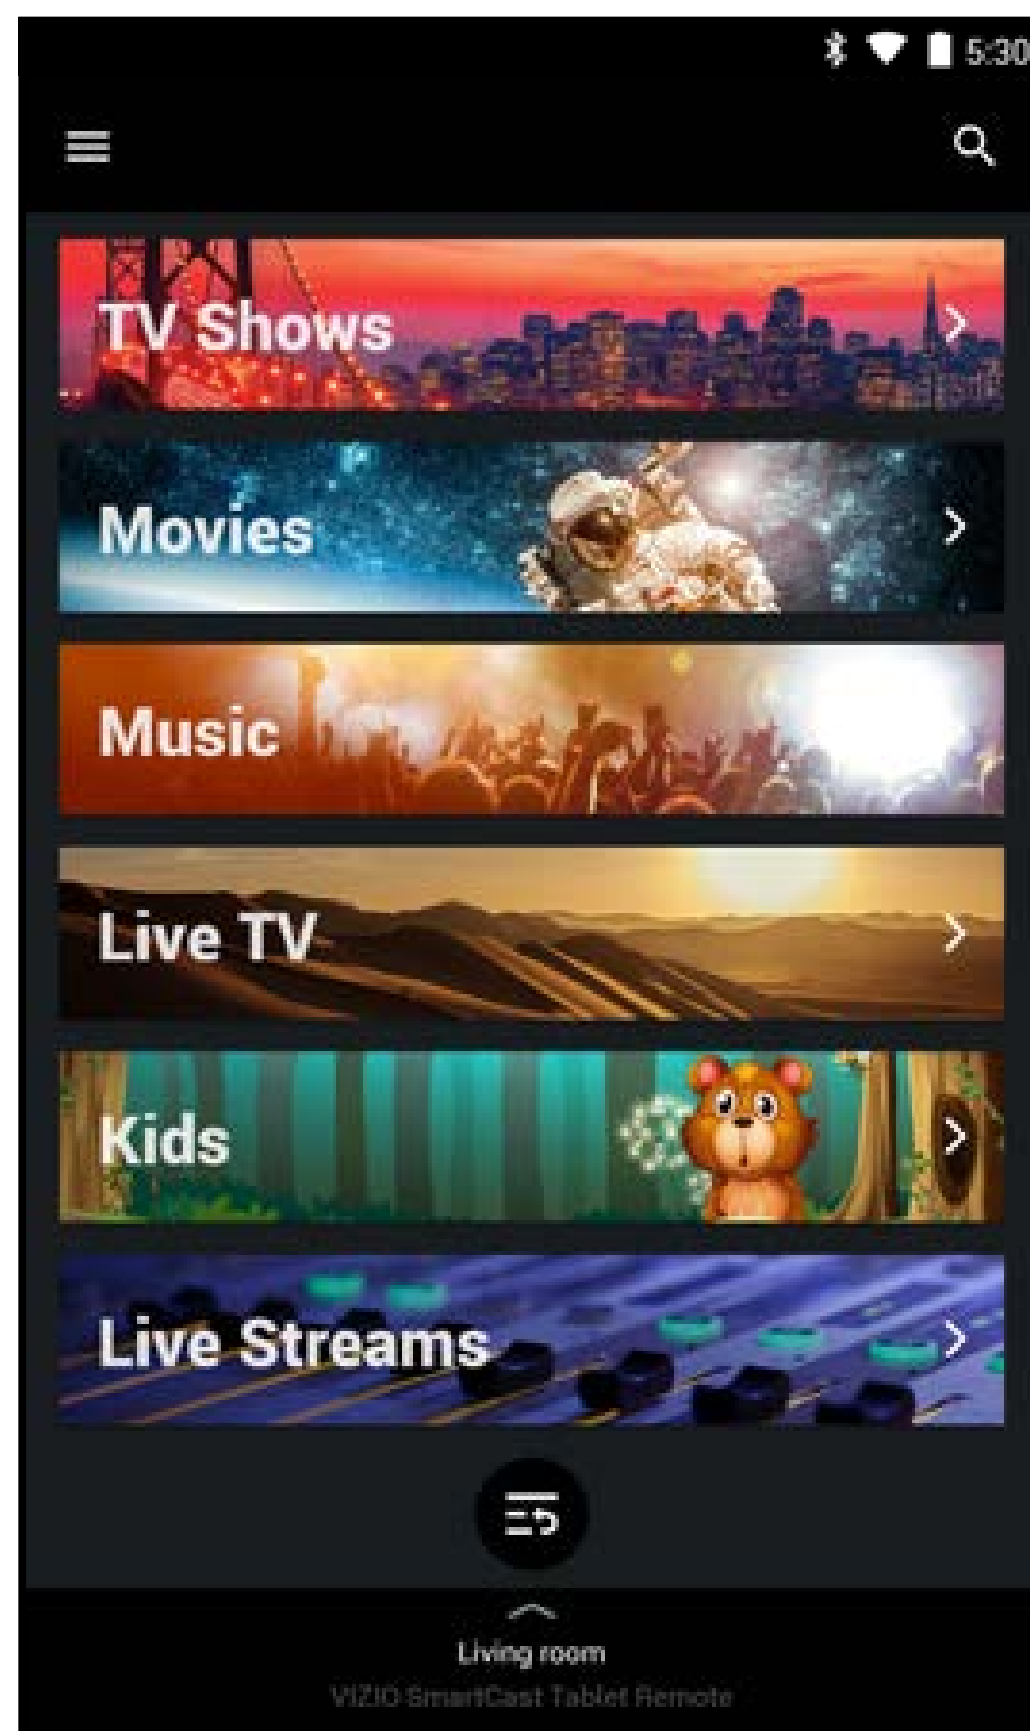 5:30
TV Shows
Movies
Music
Live TV
Kids
Live Streams
Living room
VIZIO SmartCast Tablet Remote